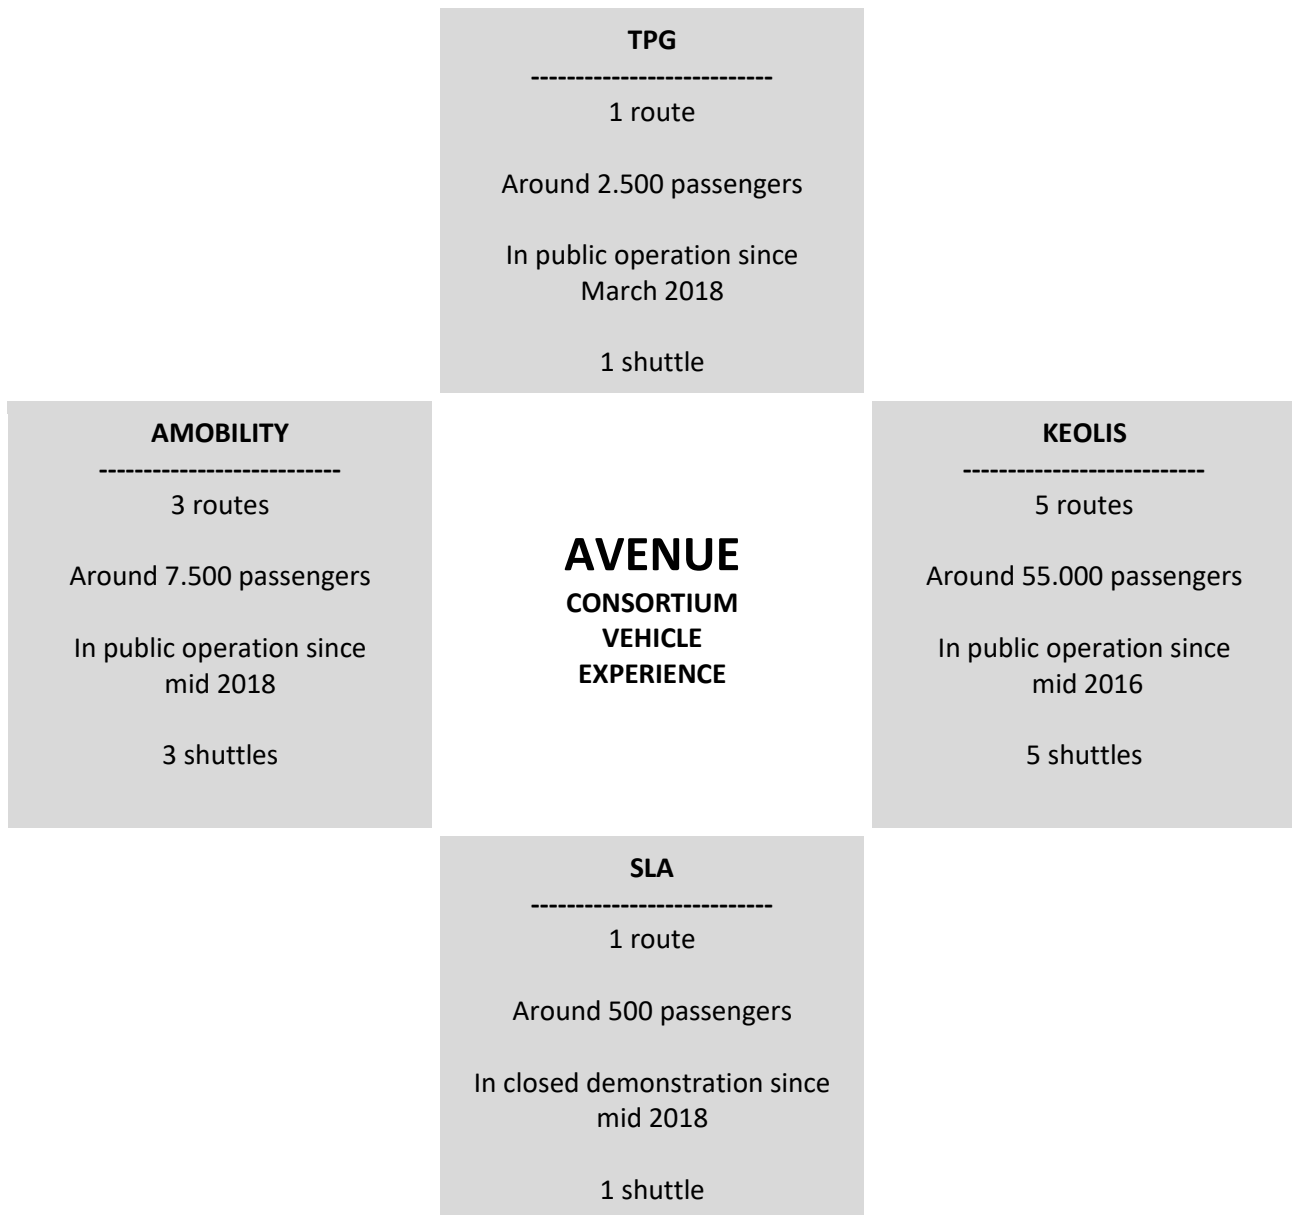 TPG
---------------------------
1 route
Around 2.500 passengers
In public operation since
March 2018
1 shuttle
AMOBILITY
---------------------------
3 routes
Around 7.500 passengers
In public operation since
mid 2018
3 shuttles
AVENUE
CONSORTIUM
VEHICLE
EXPERIENCE
KEOLIS
---------------------------
5 routes
Around 55.000 passengers
In public operation since
mid 2016
5 shuttles
SLA
---------------------------
1 route
Around 500 passengers
In closed demonstration since
mid 2018
1 shuttle